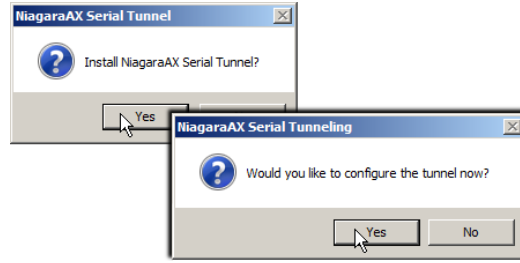 NiagaraAX Serial Tunnel
Install NiagaraAX Serial Tunnel?
Yes
NiagaraAX Serial Tunneling
Would you like to configure the tunnel now?
Yes
No